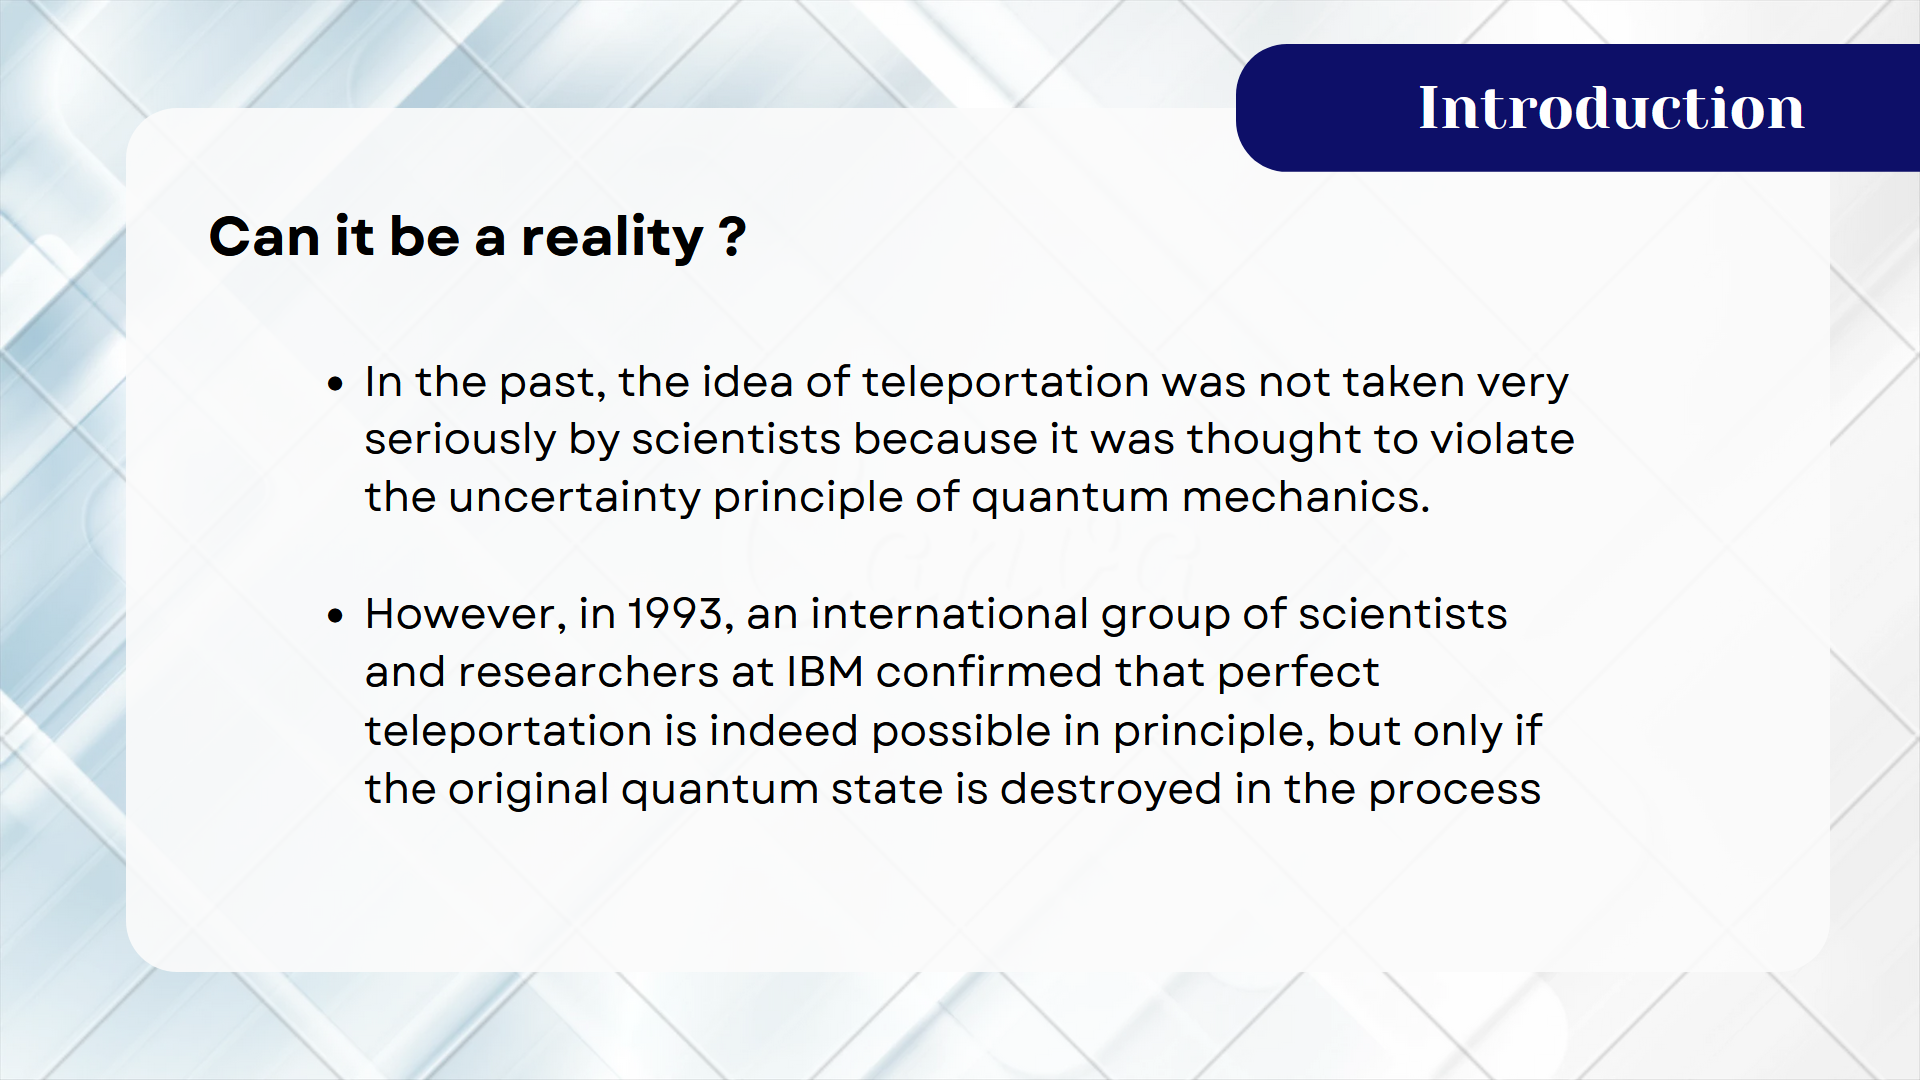 Introduction
Can it be a reality ?
• In the past, the idea of teleportation was not taken very
seriously by scientists because it was thought to violate
the uncertainty principle of quantum mechanics.
• However, in 1993, an international group of scientists
and researchers at IBM confirmed that perfect
teleportation is indeed possible in principle, but only if
the original quantum state is destroyed in the process
Canva